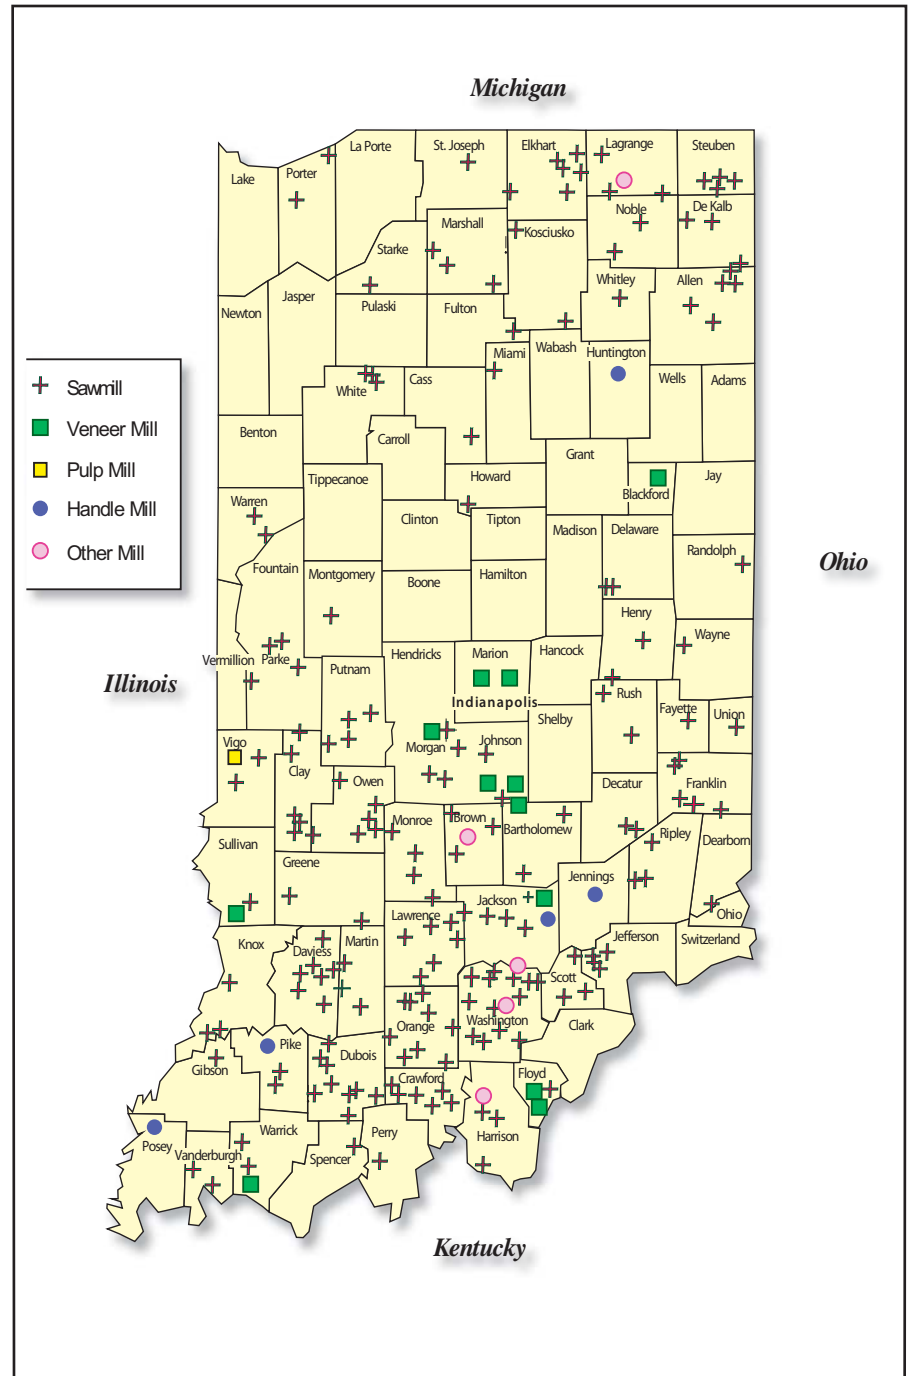 Michigan
La Porte
St. Joseph
Elkhart
Lagrange
Steuben
Lake
Porter
Noble
De Kalb
Marshall
Kosciusko
Starke
Whitley
Allen
Jasper
Pulaski
Fulton
Newton
Miami
Wabash
Huntington
White
Cass
Wells
Adams
Sawmill
Veneer Mill
Pulp Mill
Handle Mill
Other Mill
Benton
Carroll
Grant
Tippecanoe
Howard
Jay
Blackford
Warren
Clinton
Tipton
Madison
Delaware
Randolph
Ohio
Fountain
Montgomery
Boone
Hamilton
Henry
Wayne
Vermillion
Parke
Hendricks
Marion
Hancock
Putnam
Illinois
Indianapolis
Rush
Fayette
Union
Shelby
Vigo
Morgan
Johnson
Clay
Owen
Decatur
Franklin
Monroe
Brown
Bartholomew
Ripley
Dearborn
Sullivan
Greene
Jennings
Jackson
Lawrence
Ohio
Knox
Daviess
Martin
Jefferson
Switzerland
Scott
Orange
Washington
Clark
Pike
Dubois
Gibson
Crawford
Floyd
Posey
Vanderburgh
Warrick
Spencer
Perry
Harrison
Kentucky